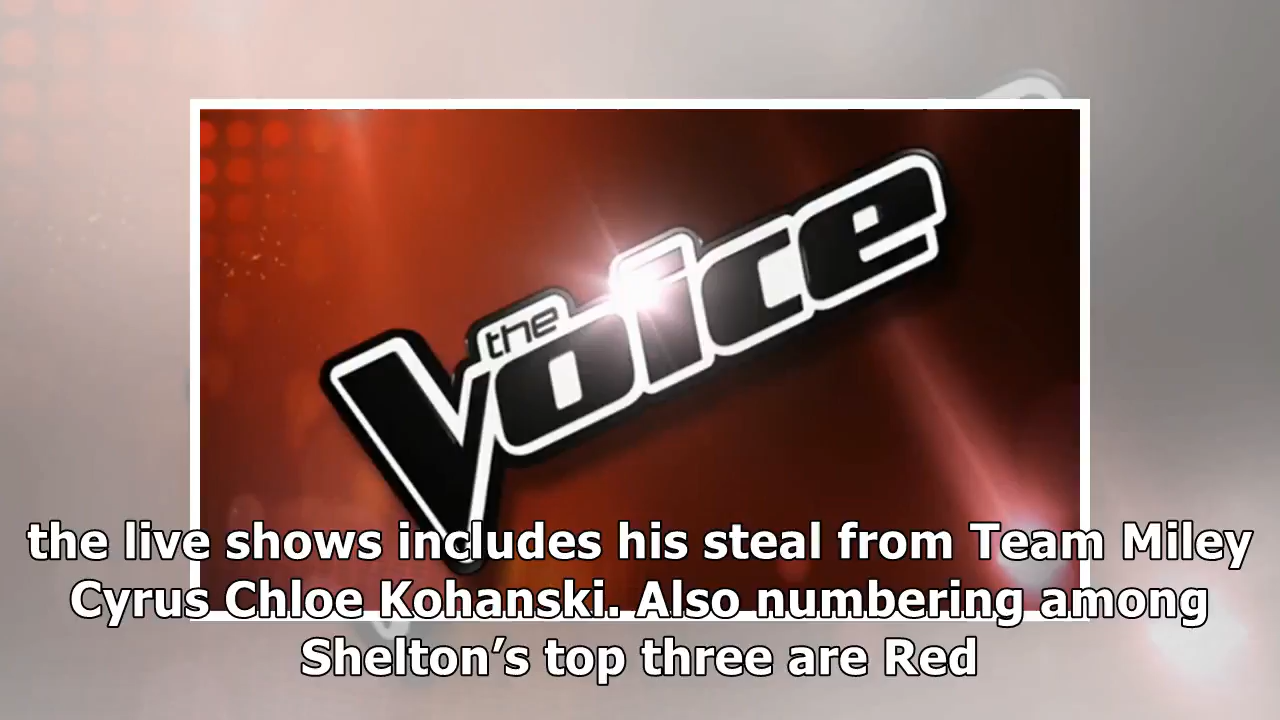 the
Voice
the live shows includes his steal from Team Miley
Cyrus Chloe Kohanski. Also numbering among
Shelton’s top three are Red